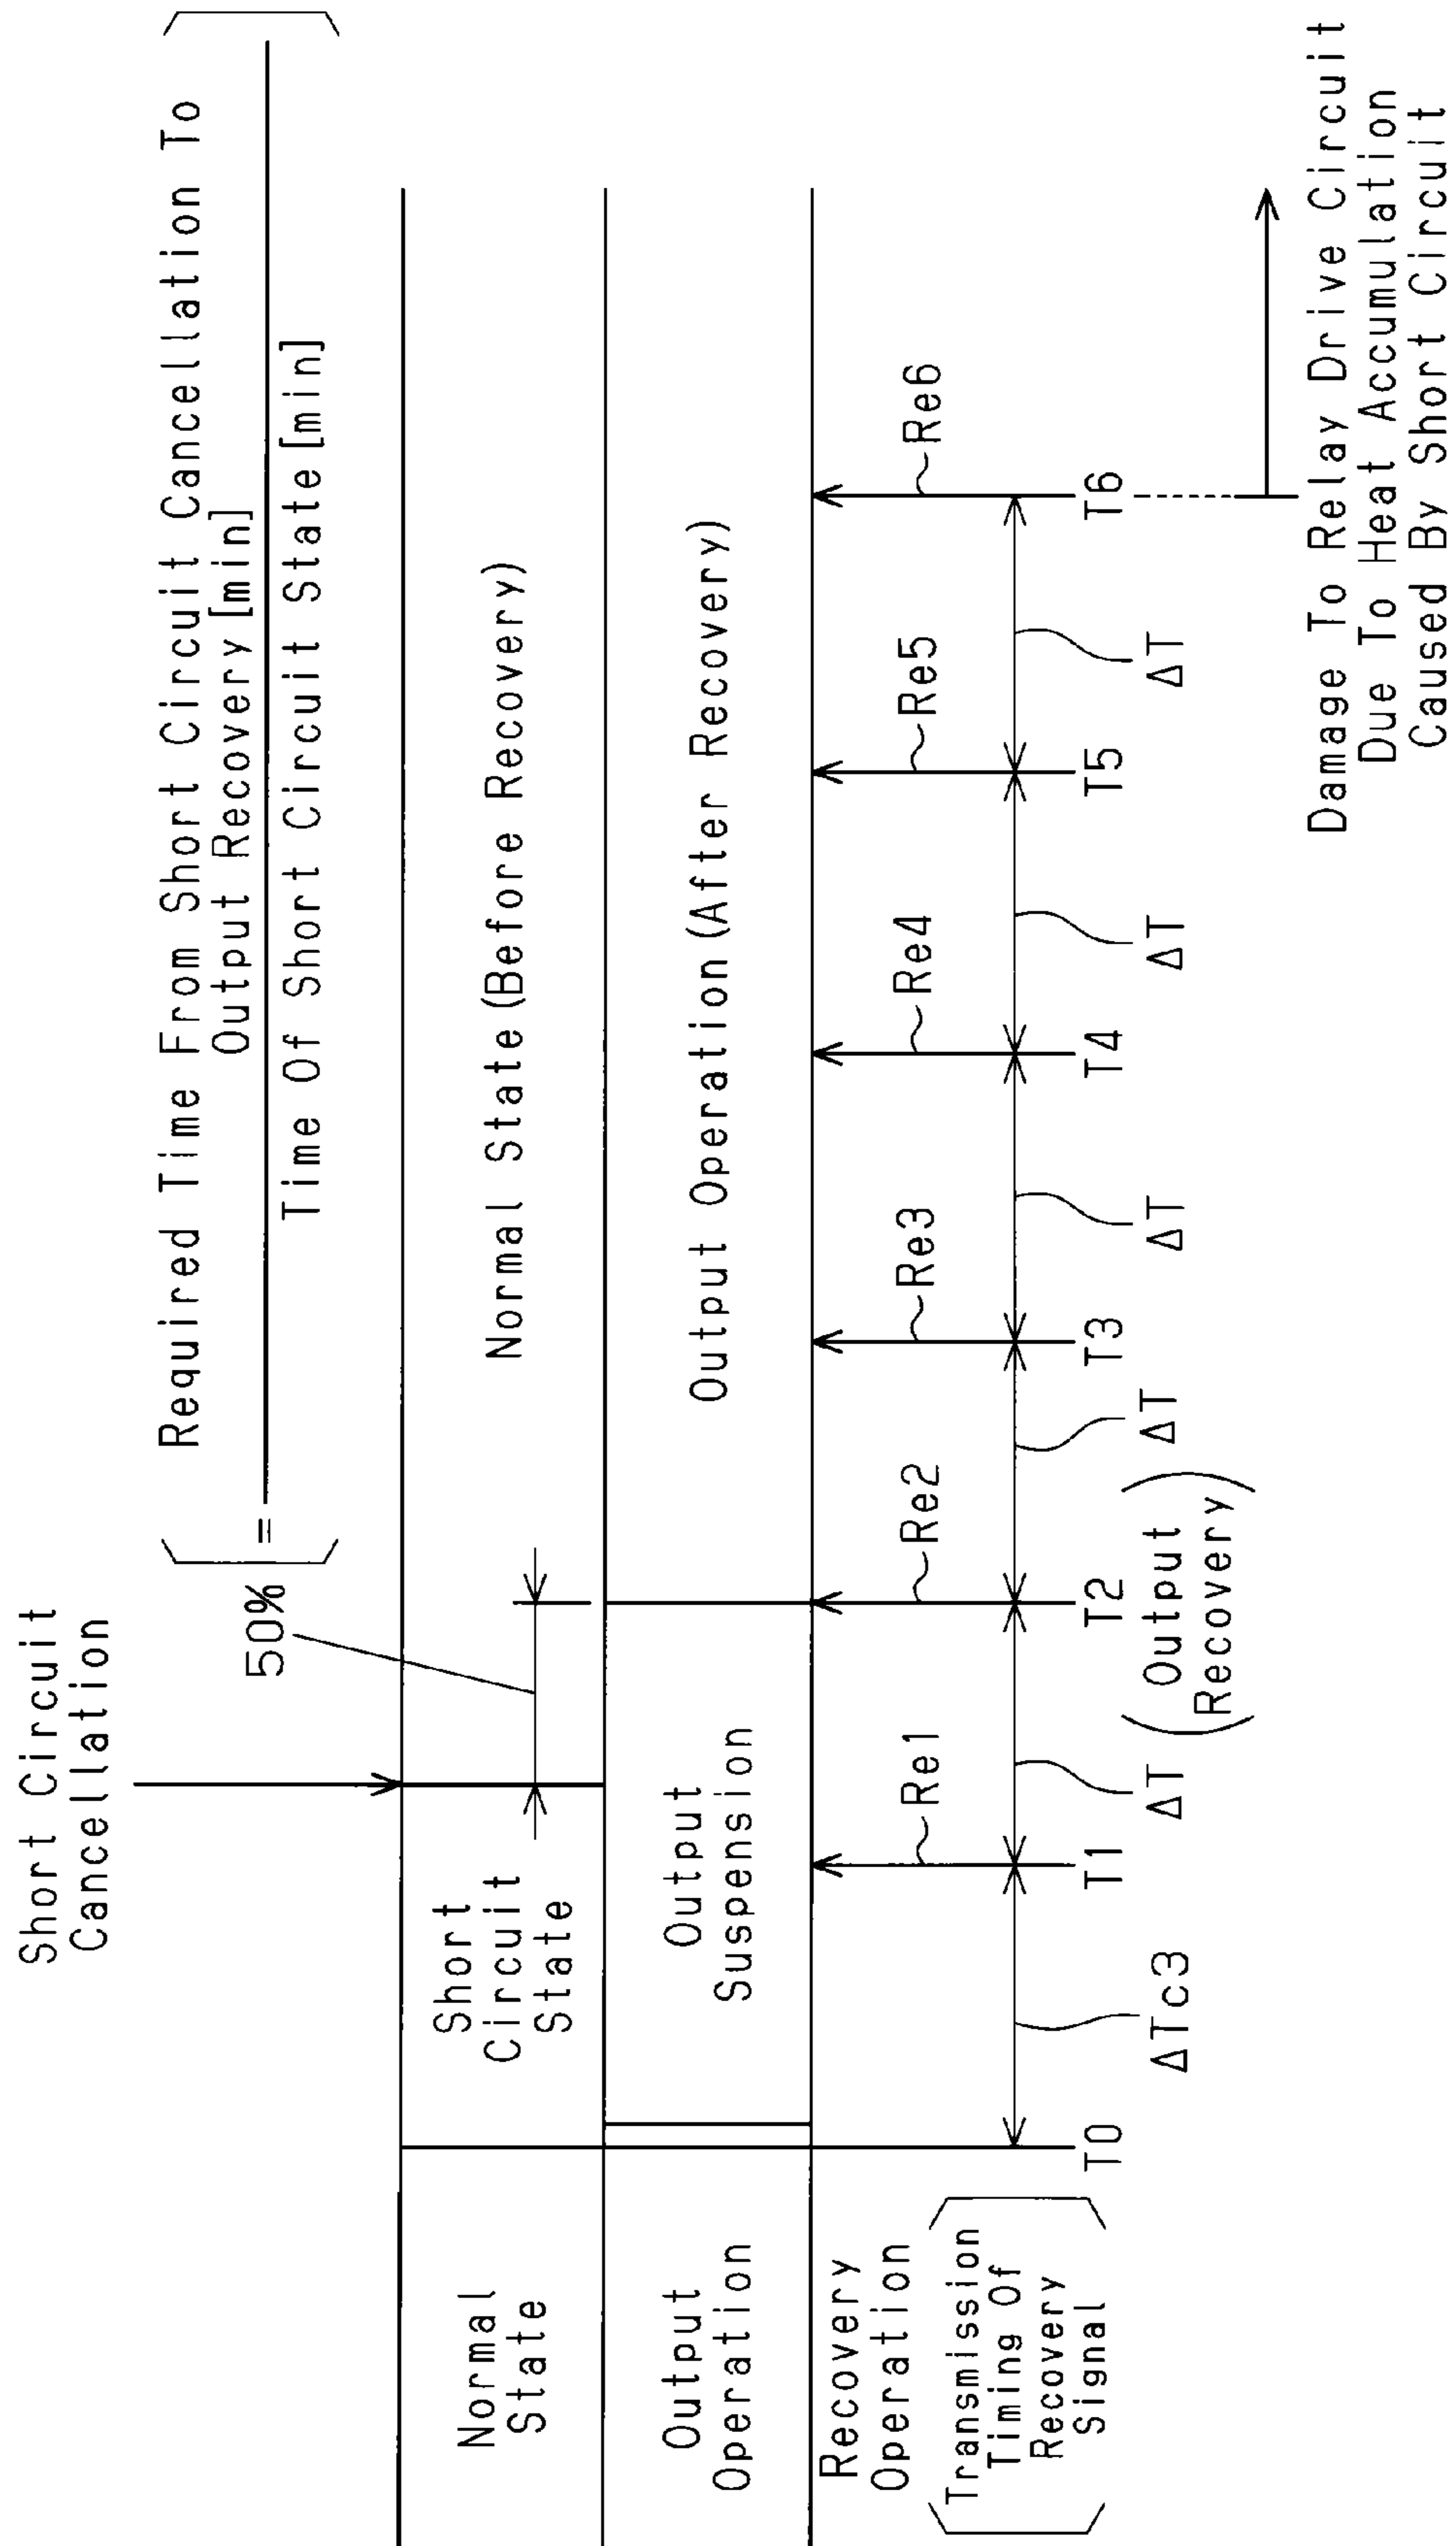 Short Circuit
Cancellation
50%
=
Required Time From Short Circuit Cancellation To
Output Recovery[min]
Time Of Short Circuit State[min]
Normal
State
Short
Circuit
State
Normal State(Before Recovery)
Output
Operation
Output
Suspension
Output Operation(After Recovery)
Recovery
Operation
Transmission
Timing Of
Recovery
Signal
Re1
Re2
Re3
Re4
Re5
Re6
T0
T1
T2
T3
T4
T5
T6
(Output
Recovery)
ΔTc3
ΔT
ΔT
ΔT
ΔT
ΔT
Damage To Relay Drive Circuit
Due To Heat Accumulation
Caused By Short Circuit